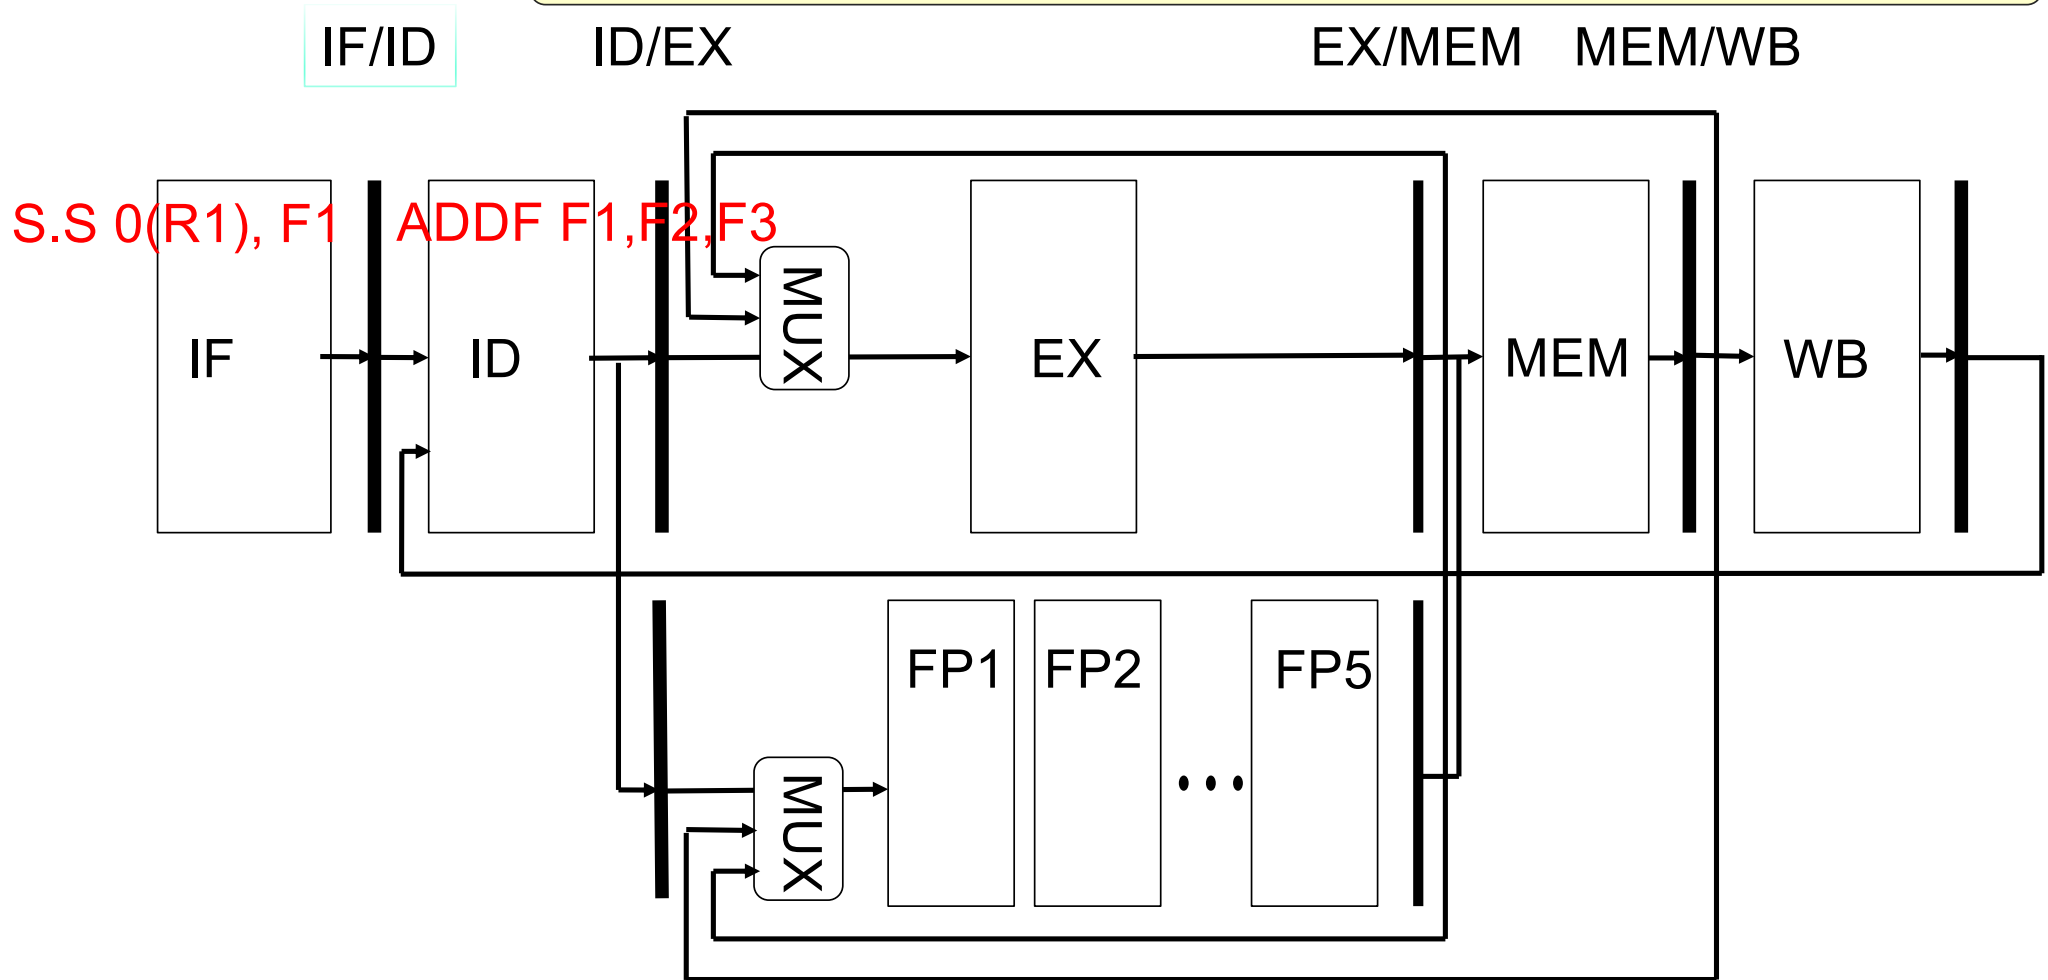 IF/ID ID/EX EX/MEM MEM/WB
S.S 0(R1), F1 ADDF F1,F2,F3
MUX
IF ID EX MEM WB
FP1 FP2 FP5
...
MUX